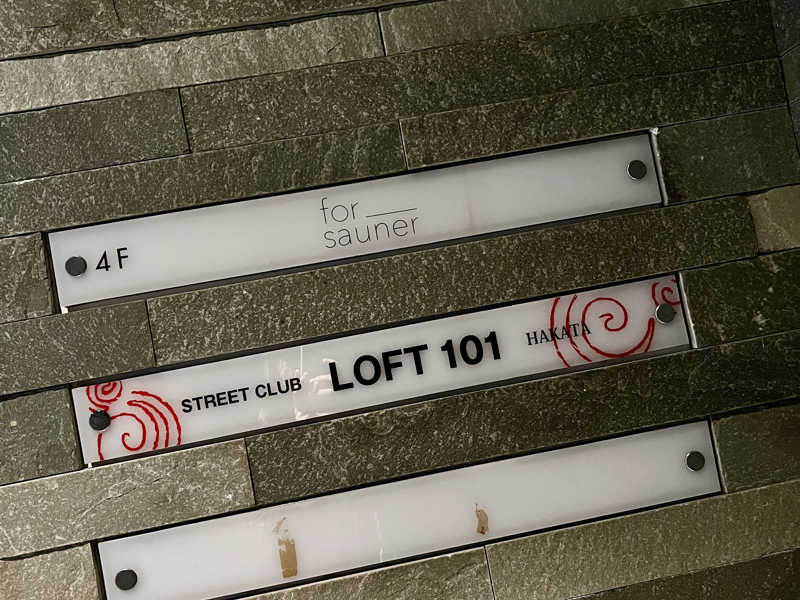 4F
for
sauner
STREET CLUB LOFT 101 HAKATA